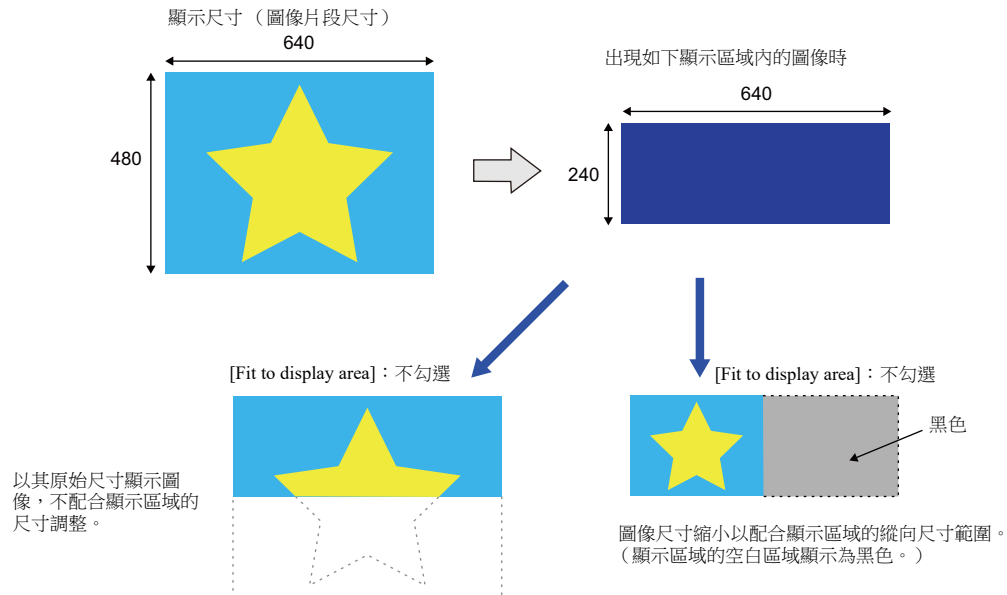 顯示尺寸（圖像片段尺寸）
640
480
出現如下顯示區域內的圖像時
640
240
[Fit to display area]：不勾選
以其原始尺寸顯示圖
像，不配合顯示區域的
尺寸調整。
[Fit to display area]：不勾選
黑色
圖像尺寸縮小以配合顯示區域的縱向尺寸範圍。
（顯示區域的空白區域顯示為黑色。）